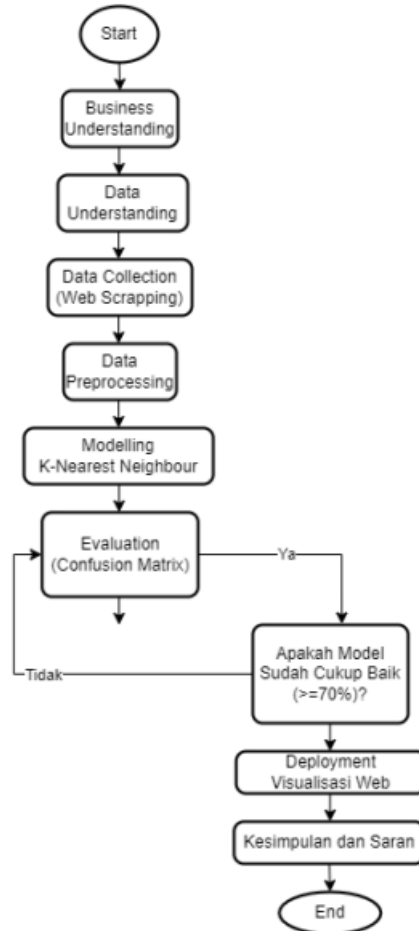 Start
Business
Understanding
Data
Understanding
Data Collection
(Web Scrapping)
Data
Preprocessing
Modelling
K-Nearest Neighbour
Evaluation
(Confusion Matrix)
Ya
Apakah Model
Sudah Cukup Baik
(>=70%)?
Tidak
Deployment
Visualisasi Web
Kesimpulan dan Saran
End